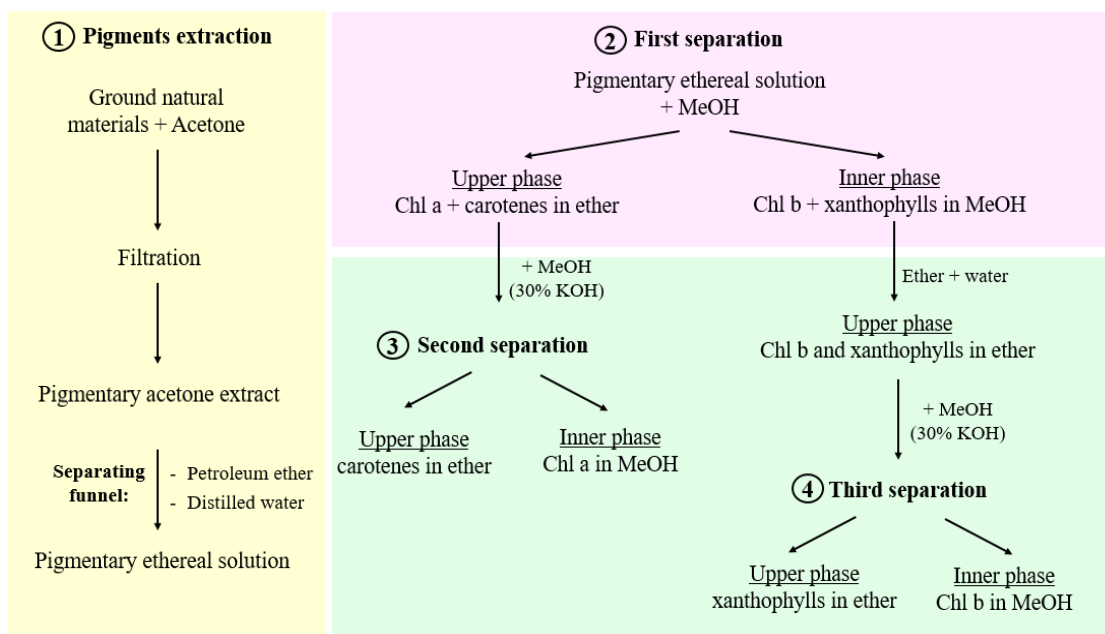 1 Pigments extraction
Ground natural
materials + Acetone
Filtration
Pigmentary acetone extract
Separating
funnel:
- Petroleum ether
- Distilled water
Pigmentary ethereal solution
2 First separation
Pigmentary ethereal solution
+ MeOH
Upper phase
Chl a + carotenes in ether
Inner phase
Chl b + xanthophylls in MeOH
+ MeOH
(30% KOH)
3 Second separation
Upper phase
carotenes in ether
Inner phase
Chl a in MeOH
Ether + water
Upper phase
Chl b and xanthophylls in ether
+ MeOH
(30% KOH)
4 Third separation
Upper phase
xanthophylls in ether
Inner phase
Chl b in MeOH